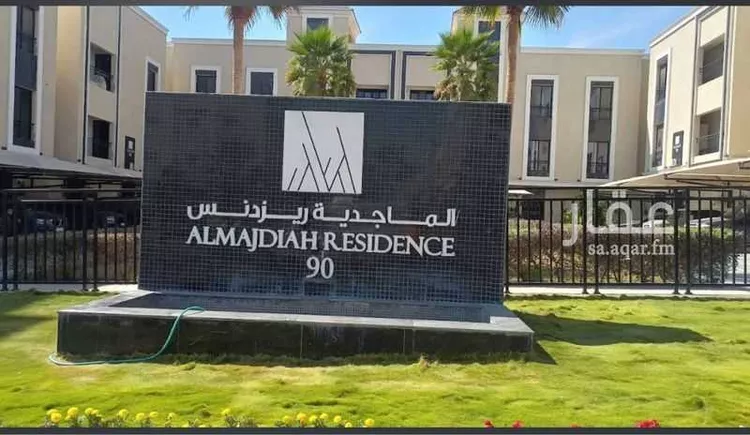 الماجدية ريزدنس
ALMAJDIAH RESIDENCE
90
عقار
sa.aqar.fm